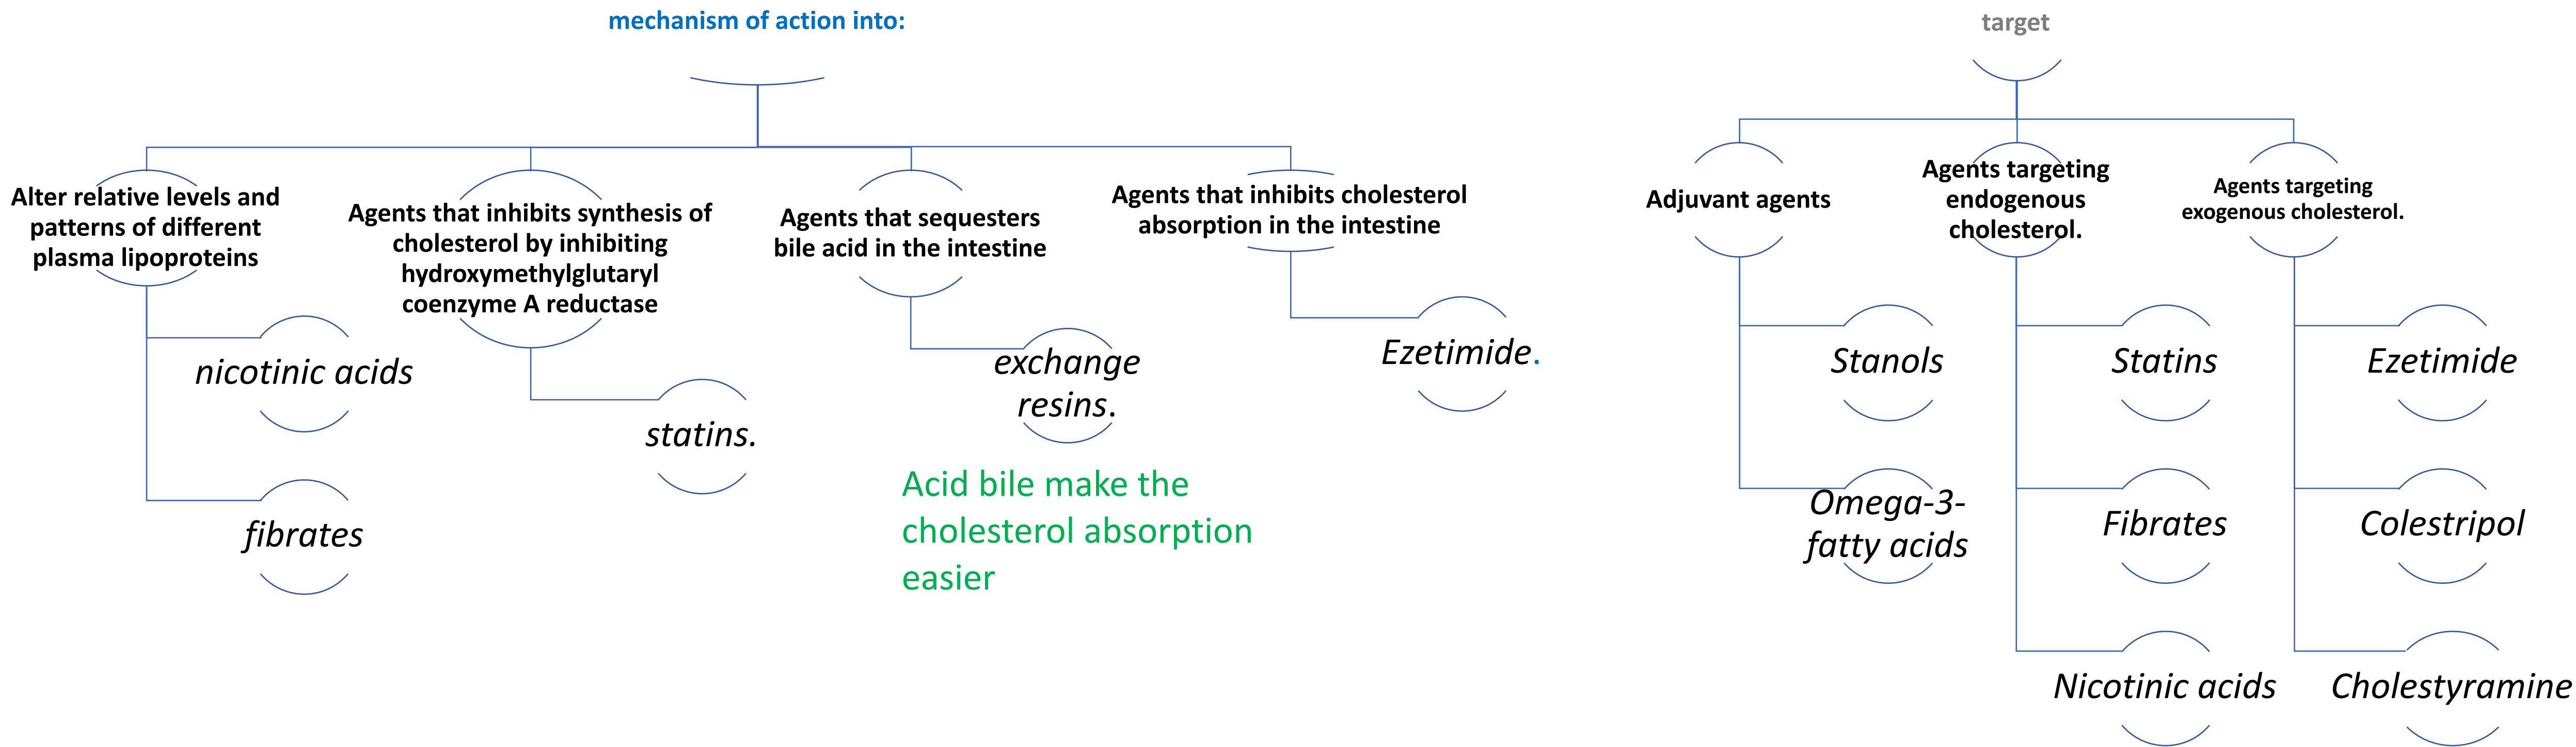 mechanism of action into:
Alter relative levels and
patterns of different
plasma lipoproteins
nicotinic acids
fibrates
Agents that inhibits synthesis of
cholesterol by inhibiting
hydroxymethylglutaryl
coenzyme A reductase
statins.
Agents that sequesters
bile acid in the intestine
exchange
resins.
Acid bile make the
cholesterol absorption
easier
Agents that inhibits cholesterol
absorption in the intestine
Ezetimide.
target
Adjuvant agents
Stanols
Omega-3-
fatty acids
Agents targeting
endogenous
cholesterol.
Statins
Fibrates
Nicotinic acids
Agents targeting
exogenous cholesterol.
Ezetimide
Colestripol
Cholestyramine